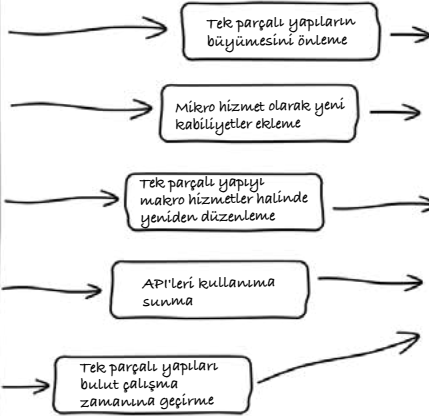 Tek parçalı yapıların
büyümesini önleme
Mikro hizmet olarak yeni
kabiliyetler ekleme
Tek parçalı yapıyı
makro hizmetler halinde
yeniden düzenleme
API'leri kullanıma
sunma
Tek parçalı yapıları
bulut çalışma
zamanına geçirme